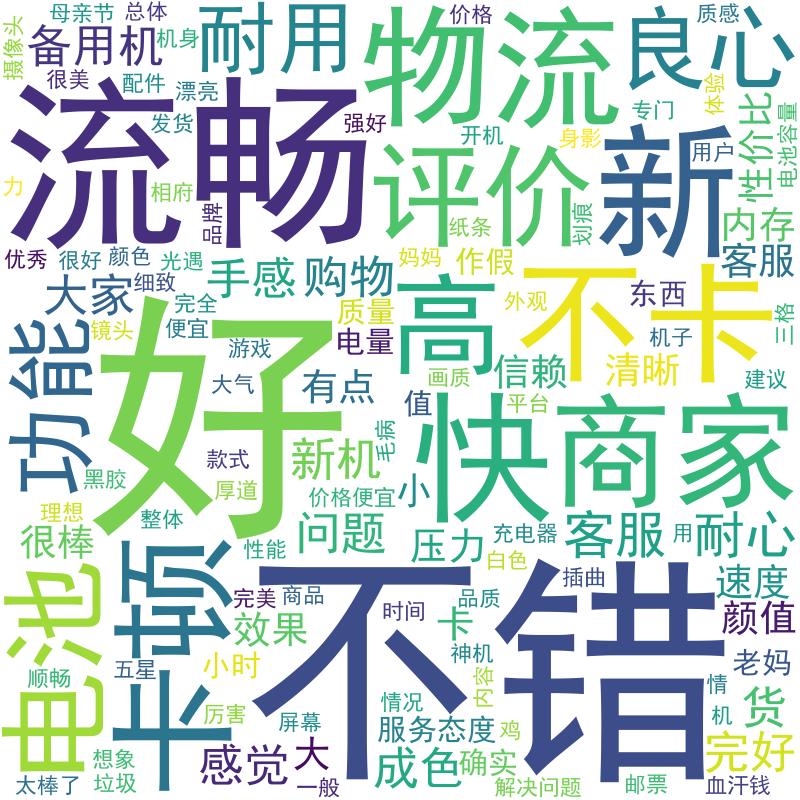 母亲节
总体
价格
质感
摄像头
备用机
机身
耐用
物流
良心
很美
配件
漂亮
体验
性价比
电池容量
发货
强好
开机
身影
专门
用户
流畅
评价
新
力
相府
品牌
纸条
划痕
内存
客服
优秀
很好
颜色
光遇
手感
购物
妈妈
作假
大家
细致
完全
质量
高
外观
不卡
东西
三格
镜头
便宜
电量
机子
功能
好
游戏
大气
有点
画质
信赖
清晰
建议
值
平台
快
商家
毛病
款式
新机
黑胶
厚道
价格便宜
小
理想
整体
很棒
性能
问题
压力
充电器
客服
用
耐心
白色
电池
卡顿
不错
完美
商品
插曲
速度
时间
品质
颜值
效果
卡
神机
五星
小时
老妈
顺畅
内容
情
厉害
屏幕
情况
服务态度
鸡
机
货
感觉
大
成色
确实
完好
想象
太棒了
垃圾
一般
解决问题
邮票
血汗钱